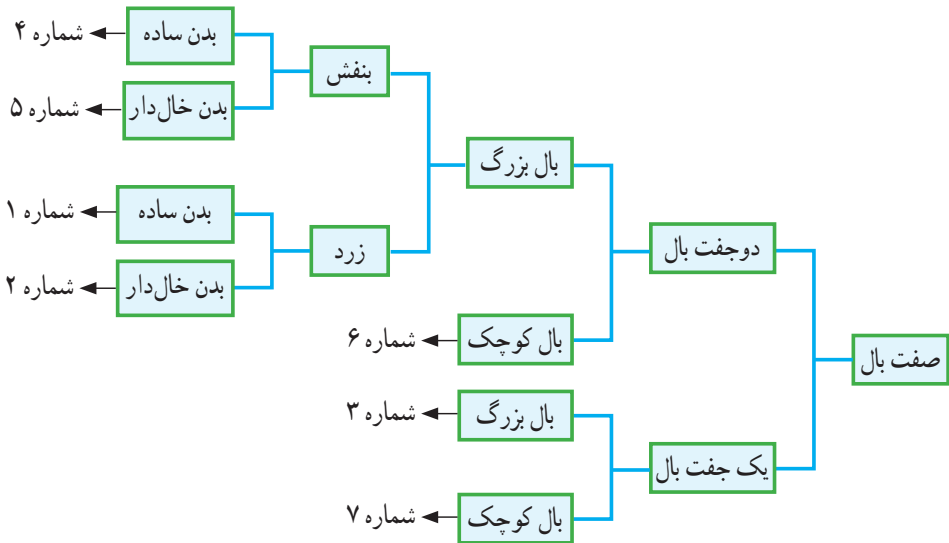 صفت بال
دو جفت بال
بال بزرگ
بنفش
بدن ساده
شماره ۴
بدن خال‌دار
شماره ۵
زرد
بدن ساده
شماره ۱
بدن خال‌دار
شماره ۲
بال کوچک
شماره ۶
یک جفت بال
بال بزرگ
شماره ۳
بال کوچک
شماره ۷